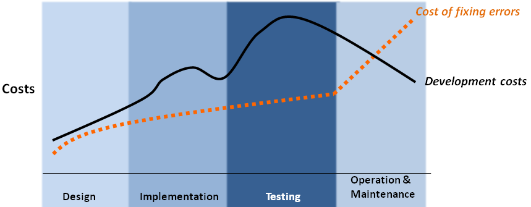 Cost of fixing errors
Costs
Development costs
Design
Implementation
Testing
Operation &
Maintenance